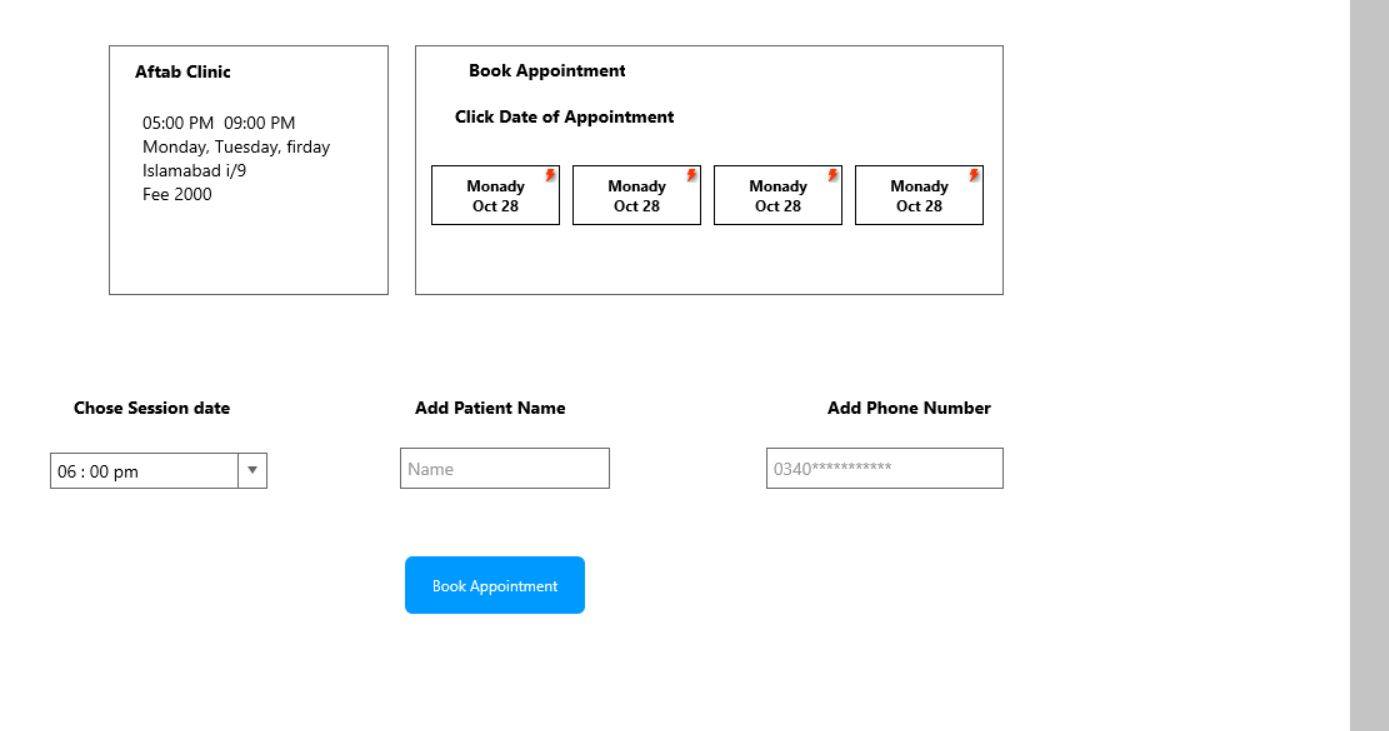 Aftab Clinic
05:00 PM  09:00 PM
Monday, Tuesday, firday
Islamabad i/9
Fee 2000
Book Appointment
Click Date of Appointment
Monady
Oct 28
Monady
Oct 28
Monady
Oct 28
Monady
Oct 28
Chose Session date
06 : 00 pm
Add Patient Name
Name
Add Phone Number
0340***********
Book Appointment